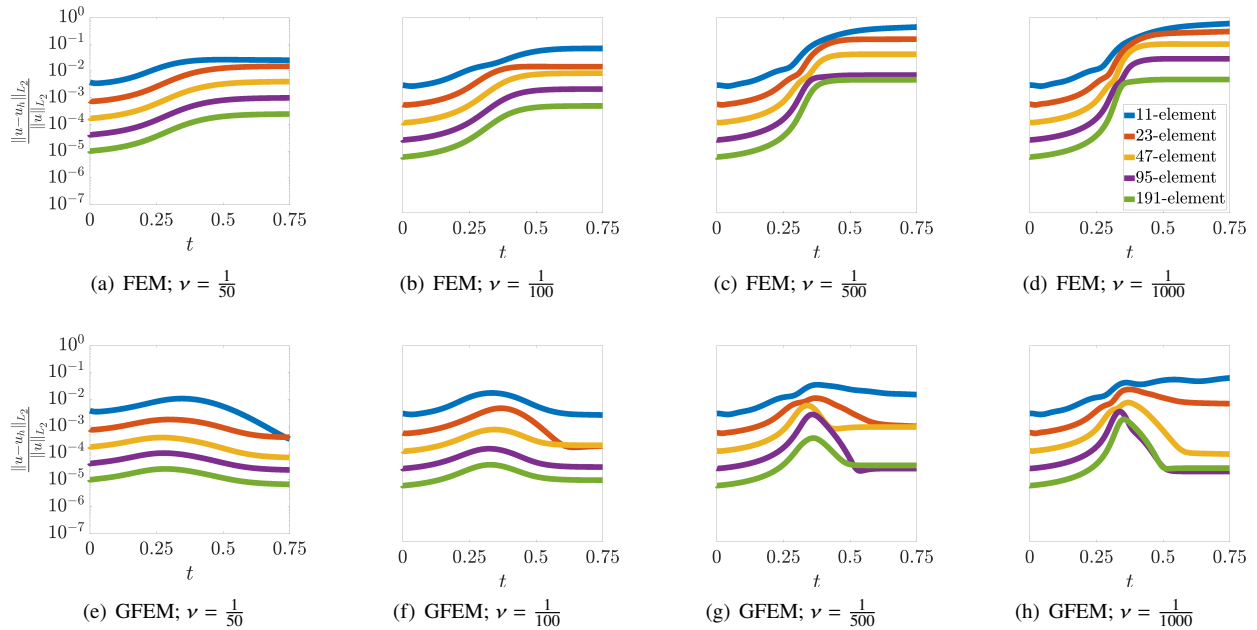 10^0
10^-1
10^-2
10^-3
10^-4
10^-5
10^-6
10^-7
‖u−u_h‖_{L_2} / ‖u‖_{L_2}
0 0.25 0.5 0.75
t
0 0.25 0.50 0.75
t
0 0.25 0.50 0.75
t
11-element
23-element
47-element
95-element
191-element
0 0.25 0.50 0.75
t
(a) FEM; ν = 1/50
(b) FEM; ν = 1/100
(c) FEM; ν = 1/500
(d) FEM; ν = 1/1000
10^0
10^-1
10^-2
10^-3
10^-4
10^-5
10^-6
10^-7
‖u−u_h‖_{L_2} / ‖u‖_{L_2}
0 0.25 0.5 0.75
t
0 0.25 0.50 0.75
t
0 0.25 0.50 0.75
t
0 0.25 0.50 0.75
t
(e) GFEM; ν = 1/50
(f) GFEM; ν = 1/100
(g) GFEM; ν = 1/500
(h) GFEM; ν = 1/1000